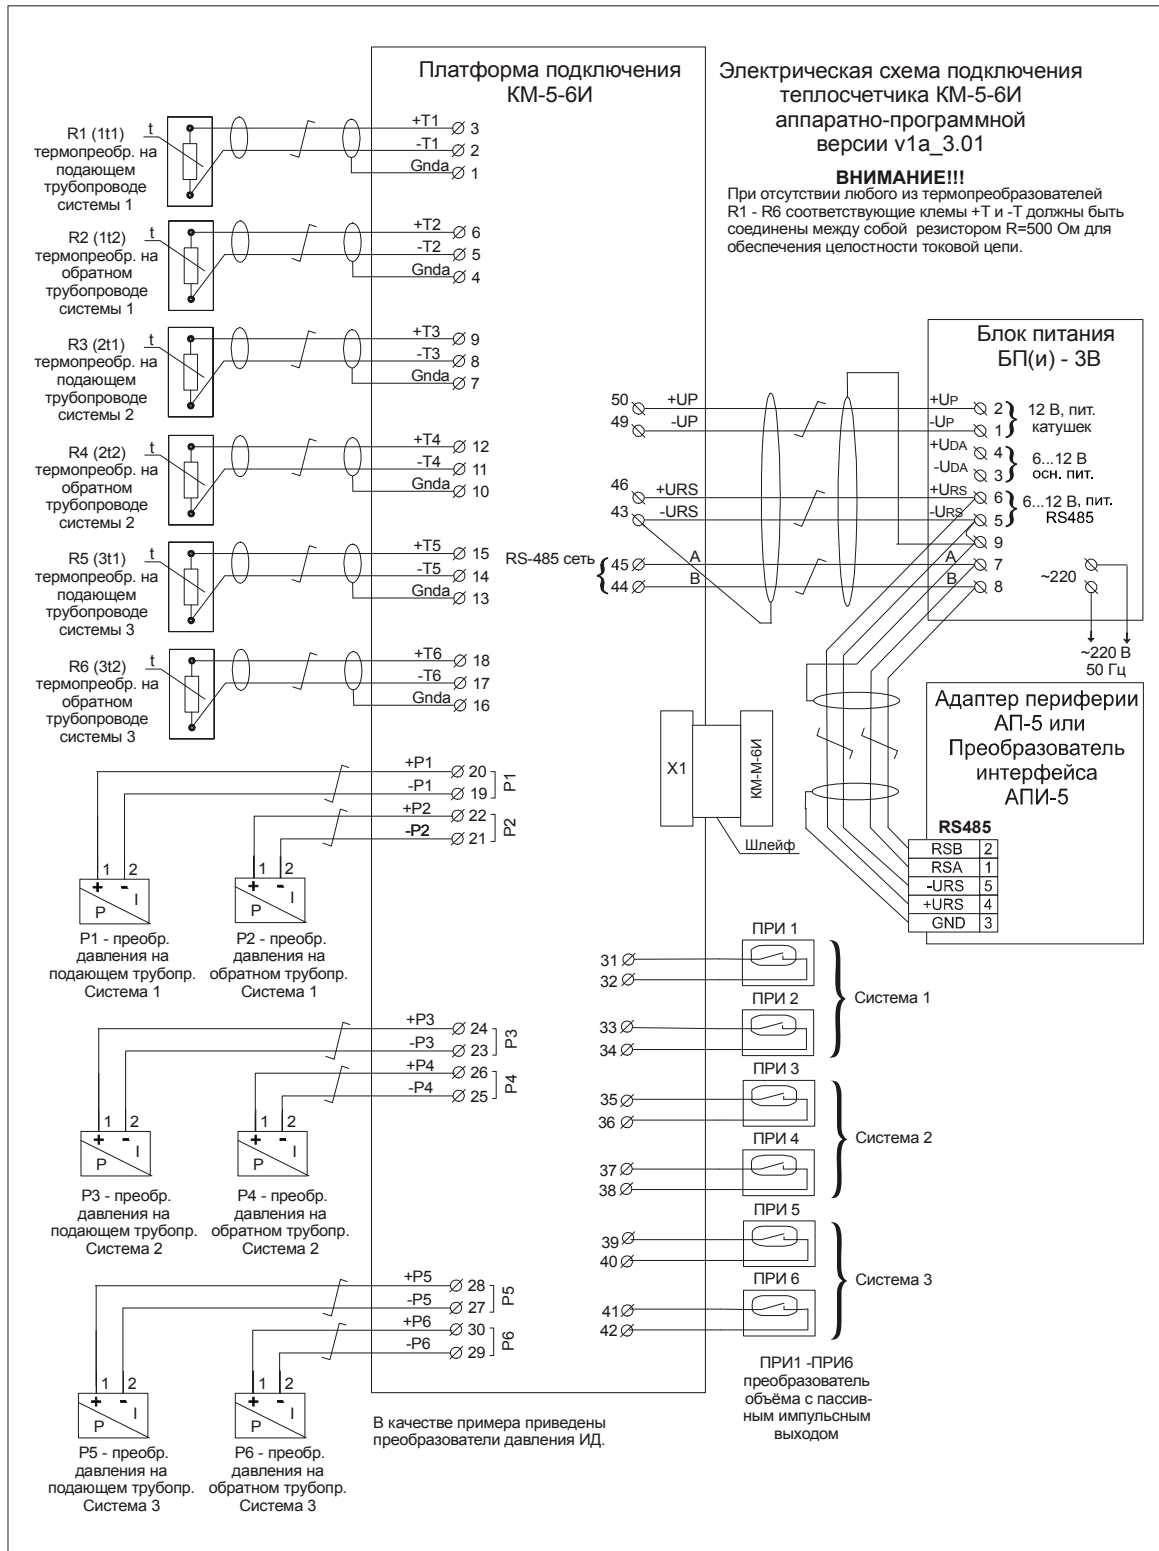 Платформа подключения
КМ-5-6И
Электрическая схема подключения
теплосчетчика КМ-5-6И
аппаратно-программной
версии v1a_3.01
ВНИМАНИЕ!!!
При отсутствии любого из термопреобразователей
R1 - R6 соответствующие клемы +Т и -Т должны быть
соединены между собой резистором R=500 Ом для
обеспечения целостности токовой цепи.
R1 (1t1)
термопреобр. на
подающем
трубопроводе
системы 1
t
+T1 3
-T1 2
Gnda 1
R2 (1t2)
термопреобр. на
обратном
трубопроводе
системы 1
t
+T2 6
-T2 5
Gnda 4
R3 (2t1)
термопреобр. на
подающем
трубопроводе
системы 2
t
+T3 9
-T3 8
Gnda 7
R4 (2t2)
термопреобр. на
обратном
трубопроводе
системы 2
t
+T4 12
-T4 11
Gnda 10
R5 (3t1)
термопреобр. на
подающем
трубопроводе
системы 3
t
+T5 15
-T5 14
Gnda 13
R6 (3t2)
термопреобр. на
обратном
трубопроводе
системы 3
t
+T6 18
-T6 17
Gnda 16
50 +UP
49 -UP
46 +URS
43 -URS
RS-485 сеть
45 A
44 B
Блок питания
БП(и) - 3В
+UP 2
-UP 1
12 В, пит.
катушек
+UDA 4
-UDA 3
6...12 В
осн. пит.
+URS 6
-URS 5
6...12 В, пит.
RS485
9
A 7
B 8
~220
~220 В
50 Гц
Адаптер периферии
АП-5 или
Преобразователь
интерфейса
АПИ-5
RS485
RSB 2
RSA 1
-URS 5
+URS 4
GND 3
X1
КМ-М-6И
Шлейф
+P1 20
-P1 19
P1
+P2 22
-P2 21
P2
1 2
+ -
P I
1 2
+ -
P I
P1 - преобр.
давления на
подающем трубопр.
Система 1
P2 - преобр.
давления на
обратном трубопр.
Система 1
+P3 24
-P3 23
P3
+P4 26
-P4 25
P4
1 2
+ -
P I
1 2
+ -
P I
P3 - преобр.
давления на
подающем трубопр.
Система 2
P4 - преобр.
давления на
обратном трубопр.
Система 2
+P5 28
-P5 27
P5
+P6 30
-P6 29
P6
1 2
+ -
P I
1 2
+ -
P I
P5 - преобр.
давления на
подающем трубопр.
Система 3
P6 - преобр.
давления на
обратном трубопр.
Система 3
31
32
ПРИ 1
33
34
ПРИ 2
Система 1
35
36
ПРИ 3
37
38
ПРИ 4
Система 2
39
40
ПРИ 5
41
42
ПРИ 6
Система 3
ПРИ1 -ПРИ6
преобразователь
объёма с пассив-
ным импульсным
выходом
В качестве примера приведены
преобразователи давления ИД.